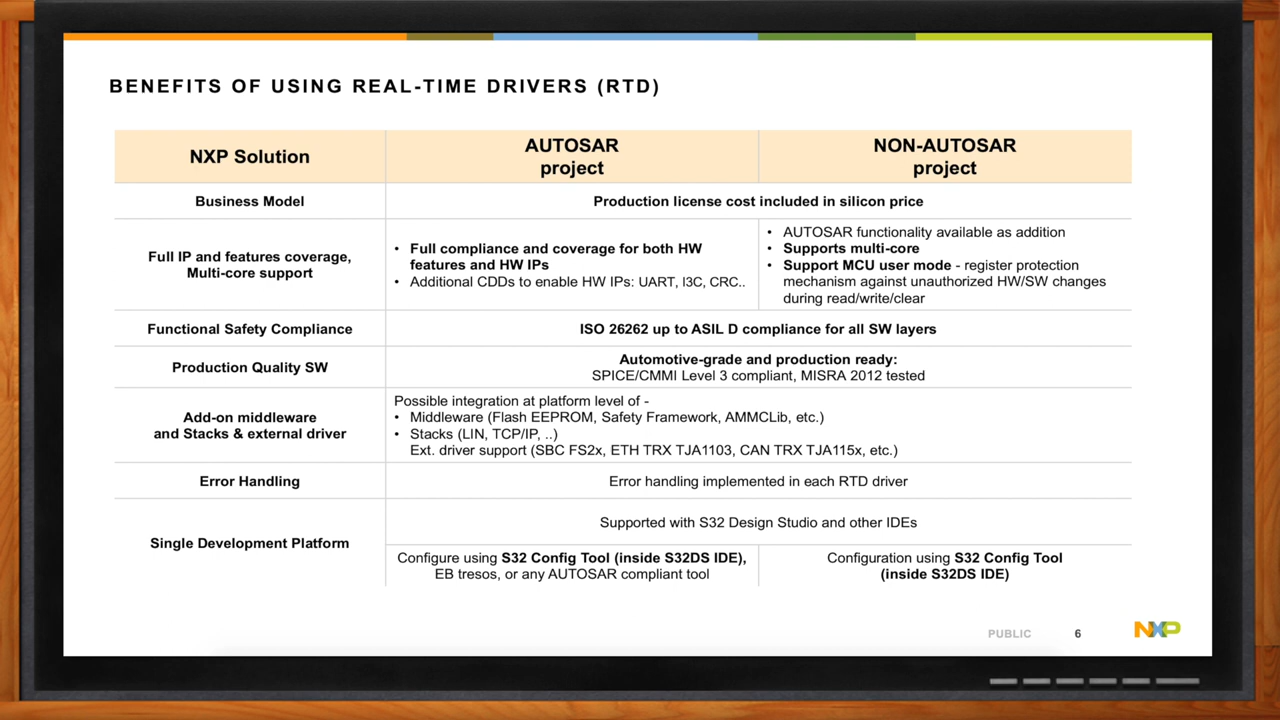 BENEFITS OF USING REAL-TIME DRIVERS (RTD)
NXP Solution
AUTOSAR
project
NON-AUTOSAR
project
Business Model
Production license cost included in silicon price
Full IP and features coverage,
Multi-core support
• Full compliance and coverage for both HW
features and HW IPs
• Additional CDDs to enable HW IPs: UART, I3C, CRC..
• AUTOSAR functionality available as addition
• Supports multi-core
• Support MCU user mode - register protection
mechanism against unauthorized HW/SW changes
during read/write/clear
Functional Safety Compliance
ISO 26262 up to ASIL D compliance for all SW layers
Production Quality SW
Automotive-grade and production ready:
SPICE/CMMI Level 3 compliant, MISRA 2012 tested
Add-on middleware
and Stacks & external driver
Possible integration at platform level of -
• Middleware (Flash EEPROM, Safety Framework, AMMCLib, etc.)
• Stacks (LIN, TCP/IP, ..)
Ext. driver support (SBC FS2x, ETH TRX TJA1103, CAN TRX TJA115x, etc.)
Error Handling
Error handling implemented in each RTD driver
Single Development Platform
Supported with S32 Design Studio and other IDEs
Configure using S32 Config Tool (inside S32DS IDE),
EB tresos, or any AUTOSAR compliant tool
Configuration using S32 Config Tool
(inside S32DS IDE)
PUBLIC
6
NXP